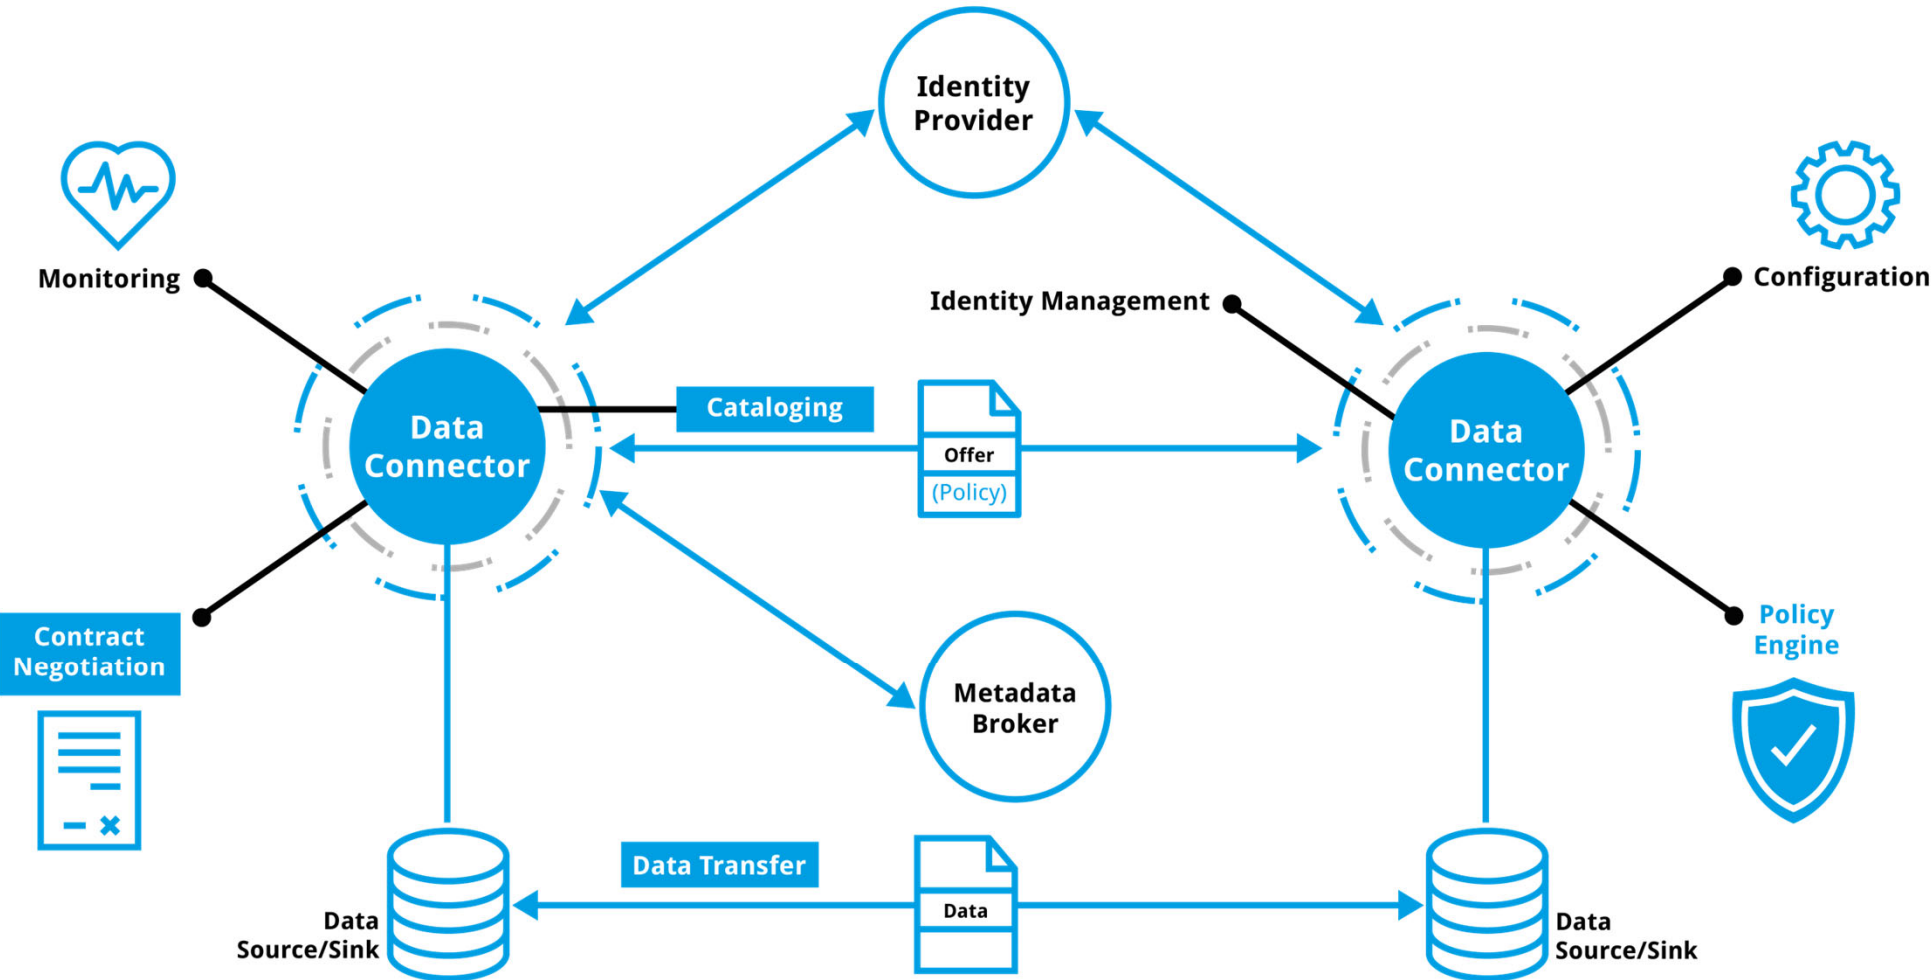 Identity
Provider
Monitoring
Configuration
Identity Management
Cataloging
Data
Connector
Offer
(Policy)
Data
Connector
Contract
Negotiation
Policy
Engine
Metadata
Broker
Data Transfer
Data
Source/Sink
Data
Data
Source/Sink